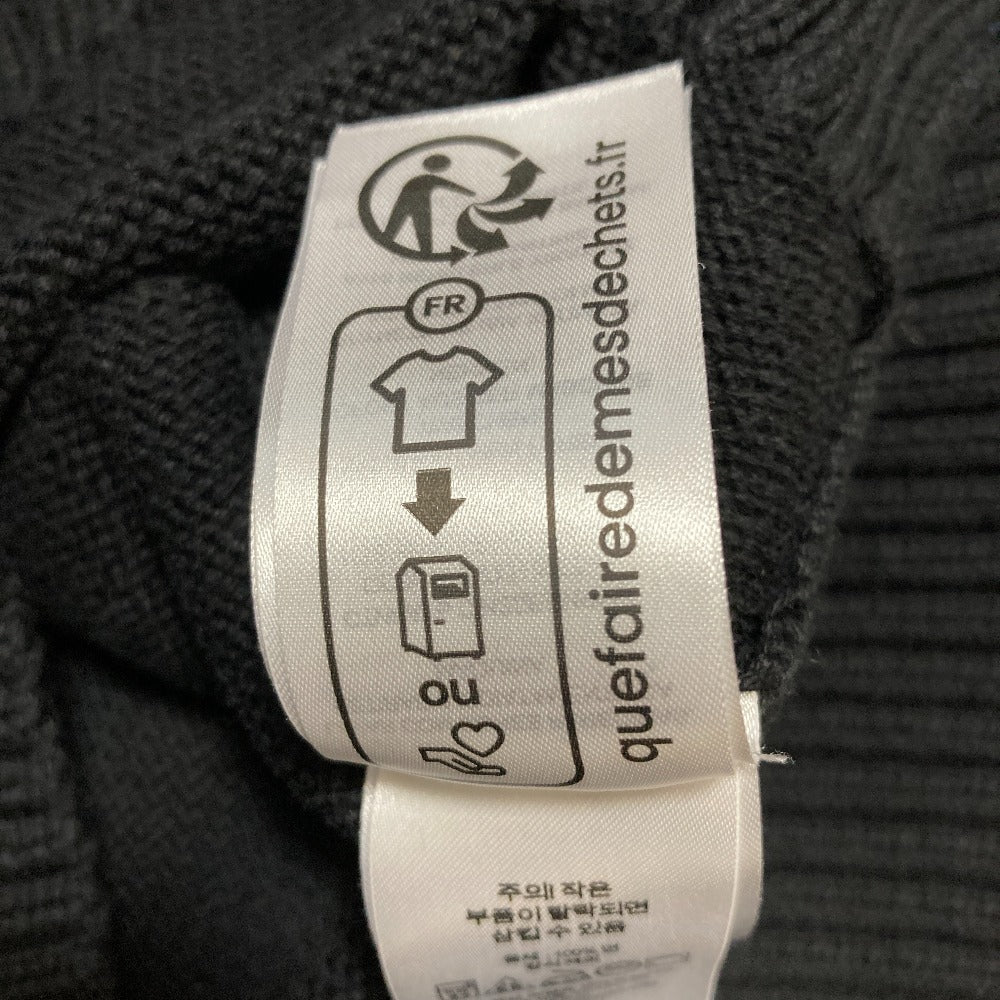 FR
OU
quefairedemesdechets.fr
주의! 작은
부품이 탈락되면
삼킬 수 있음.